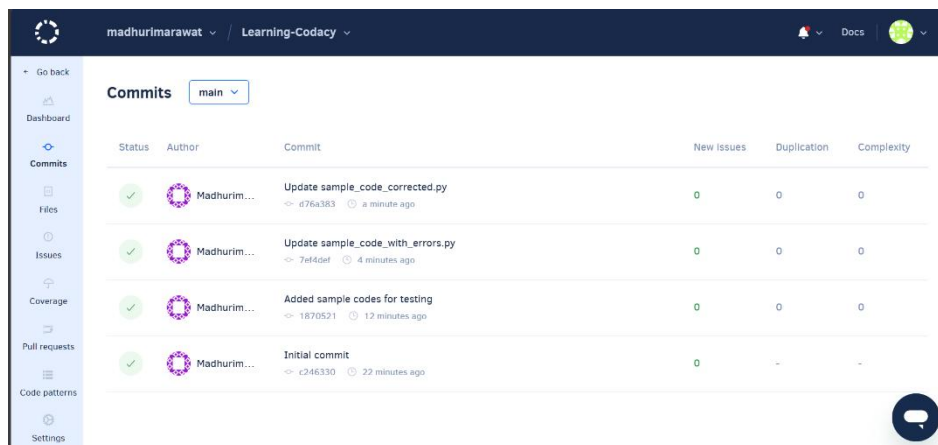 madhurimarawat / Learning-Codacy
Docs
Go back
Dashboard
Commits
Files
Issues
Coverage
Pull requests
Code patterns
Settings
Commits main
Status Author Commit New Issues Duplication Complexity
Madhurim... Update sample_code_corrected.py 0 0 0
d76a383 a minute ago
Madhurim... Update sample_code_with_errors.py 0 0 0
7ef4def 4 minutes ago
Madhurim... Added sample codes for testing 0 0 0
1870521 12 minutes ago
Madhurim... Initial commit 0 - -
c246330 22 minutes ago